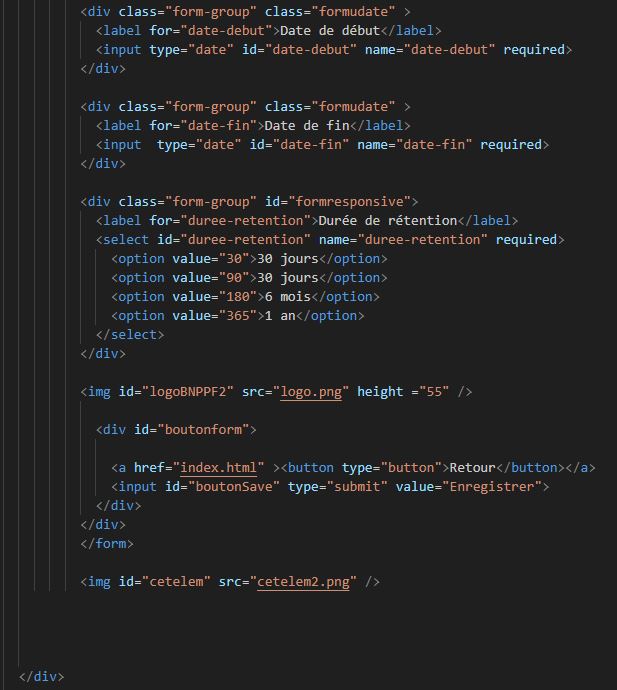 <div class="form-group" class="formudate" >
<label for="date-debut">Date de début</label>
<input type="date" id="date-debut" name="date-debut" required>
</div>
<div class="form-group" class="formudate" >
<label for="date-fin">Date de fin</label>
<input  type="date" id="date-fin" name="date-fin" required>
</div>
<div class="form-group" id="formresponsive">
<label for="duree-retention">Durée de rétention</label>
<select id="duree-retention" name="duree-retention" required>
<option value="30">30 jours</option>
<option value="90">30 jours</option>
<option value="180">6 mois</option>
<option value="365">1 an</option>
</select>
</div>
<img id="logoBNPPF2" src="logo.png" height ="55" />
<div id="boutonform">
<a href="index.html" ><button type="button">Retour</button></a>
<input id="boutonSave" type="submit" value="Enregistrer">
</div>
</div>
</form>
<img id="cetelem" src="cetelem2.png" />
</div>